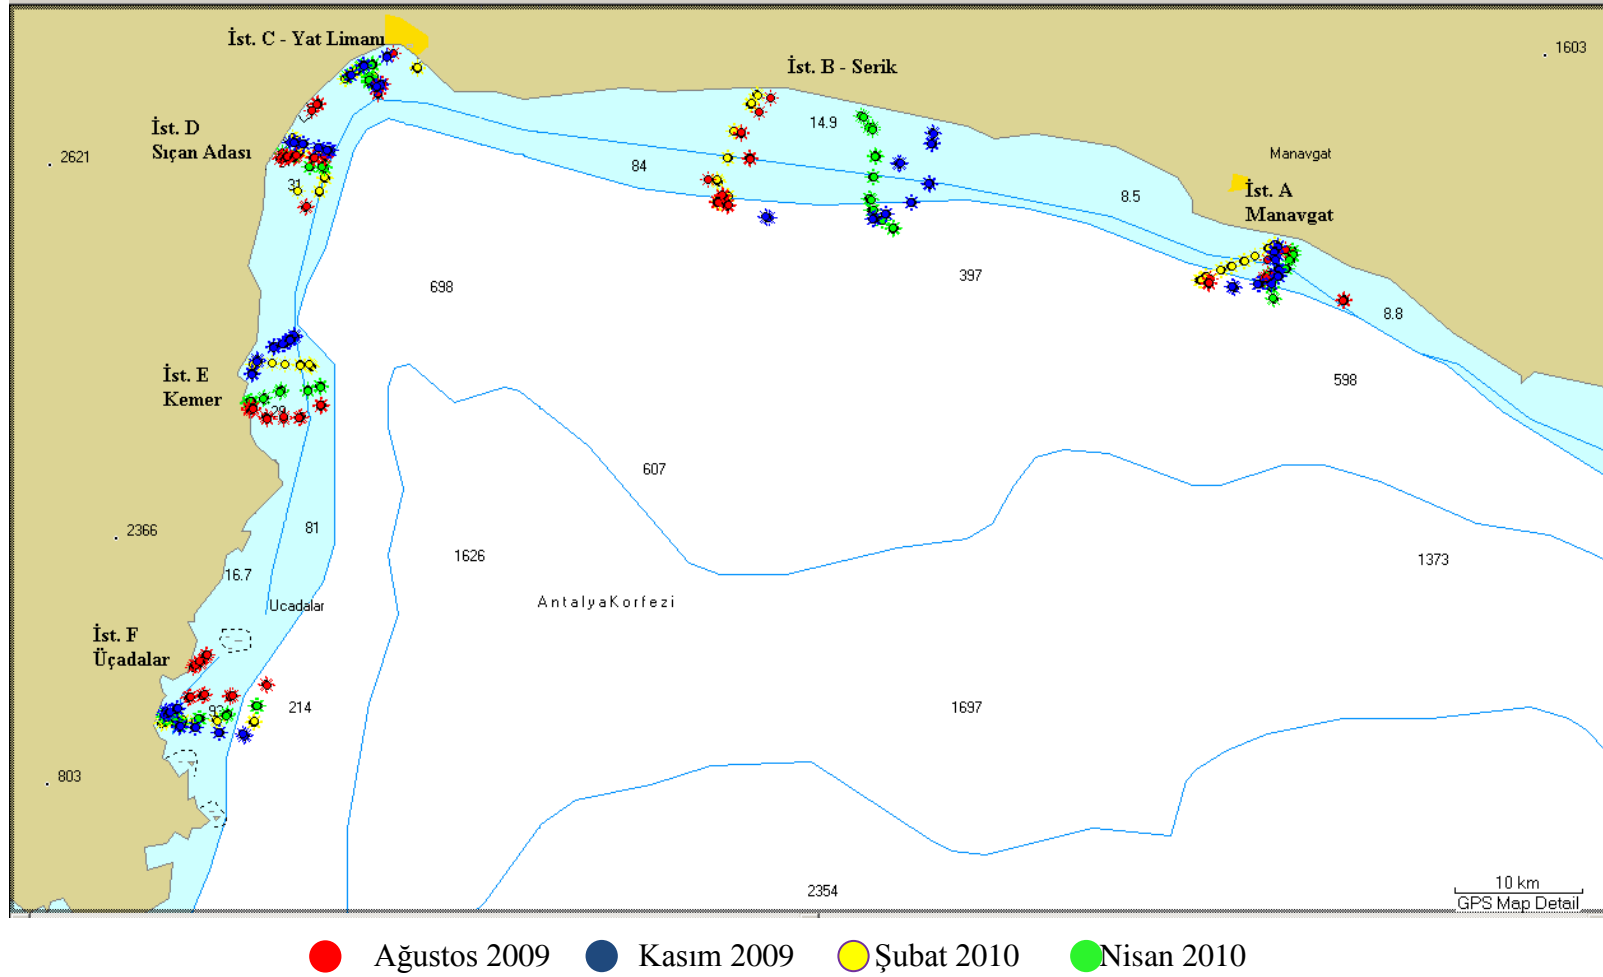 İst. C - Yat Limanı
1603
İst. B - Serik
14.9
İst. D
Sıçan Adası
2621
84
Manavgat
31
8.5
İst. A
Manavgat
698
397
8.8
İst. E
Kemer
598
29
607
81
2366
1626
1373
16.7
Ucadalar
AntalyaKorfezi
İst. F
Üçadalar
93
214
1697
803
2354
10 km
GPS Map Detail
Ağustos 2009
Kasım 2009
Şubat 2010
Nisan 2010